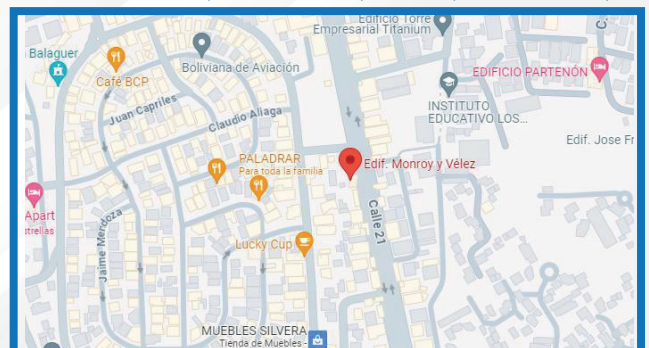 Edificio Torre
Empresarial Titanium
Balaguer
Café BCP
Boliviana de Aviación
EDIFICIO PARTENÓN
INSTITUTO
EDUCATIVO LOS...
Juan Capriles
Claudio Aliaga
Edif. Jose Fr
PALADRAR
Para toda la familia
Edif. Monroy y Vélez
Apart
strellas
Jaime Mendoza
Calle 21
Lucky Cup
MUEBLES SILVERA
Tienda de Muebles -